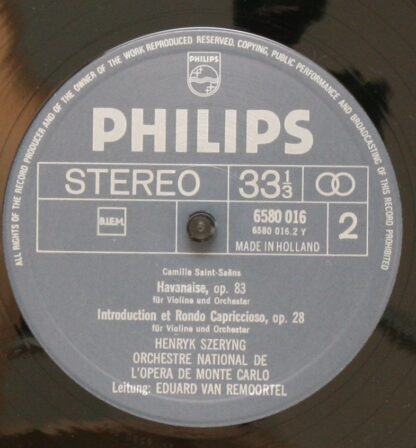 ALL RIGHTS OF THE RECORD PRODUCER AND OF THE OWNER OF THE WORK REPRODUCED RESERVED. COPYING, PUBLIC PERFORMANCE AND BROADCASTING OF THIS RECORD PROHIBITED
PHILIPS
PHILIPS
STEREO 33 1/3
B.I.E.M. 6580 016 2
6580 016.2 Y
MADE IN HOLLAND
Camille Saint-Saëns
Havanaise, op. 83
für Violine und Orchester
Introduction et Rondo Capriccioso, op. 28
für Violine und Orchester
HENRYK SZERYNG
ORCHESTRE NATIONAL DE
L'OPERA DE MONTE CARLO
Leitung: EDUARD VAN REMOORTEL